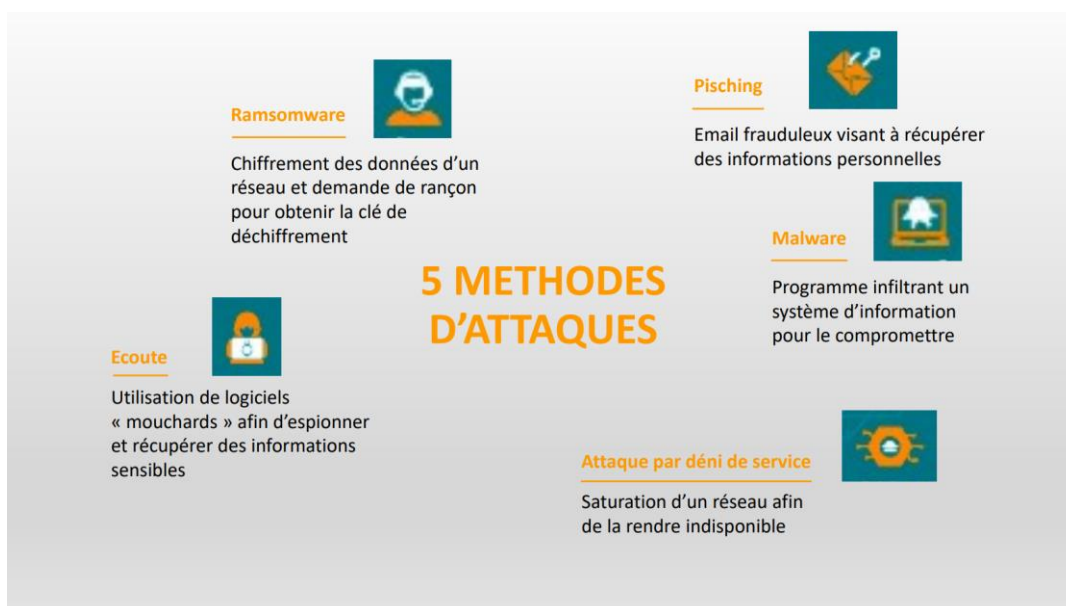 Ramsomware
Chiffrement des données d'un
réseau et demande de rançon
pour obtenir la clé de
déchiffrement
Pisching
Email frauduleux visant à récupérer
des informations personnelles
Malware
Programme infiltrant un
système d'information
pour le compromettre
5 METHODES
D'ATTAQUES
Ecoute
Utilisation de logiciels
« mouchards » afin d'espionner
et récupérer des informations
sensibles
Attaque par déni de service
Saturation d'un réseau afin
de la rendre indisponible